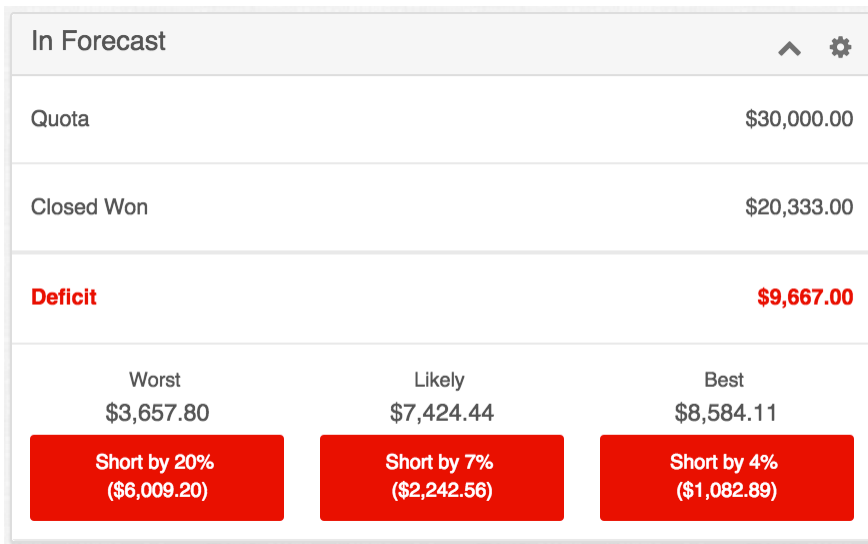 In Forecast
Quota $30,000.00
Closed Won $20,333.00
Deficit $9,667.00
Worst Likely Best
$3,657.80 $7,424.44 $8,584.11
Short by 20% Short by 7% Short by 4%
($6,009.20) ($2,242.56) ($1,082.89)